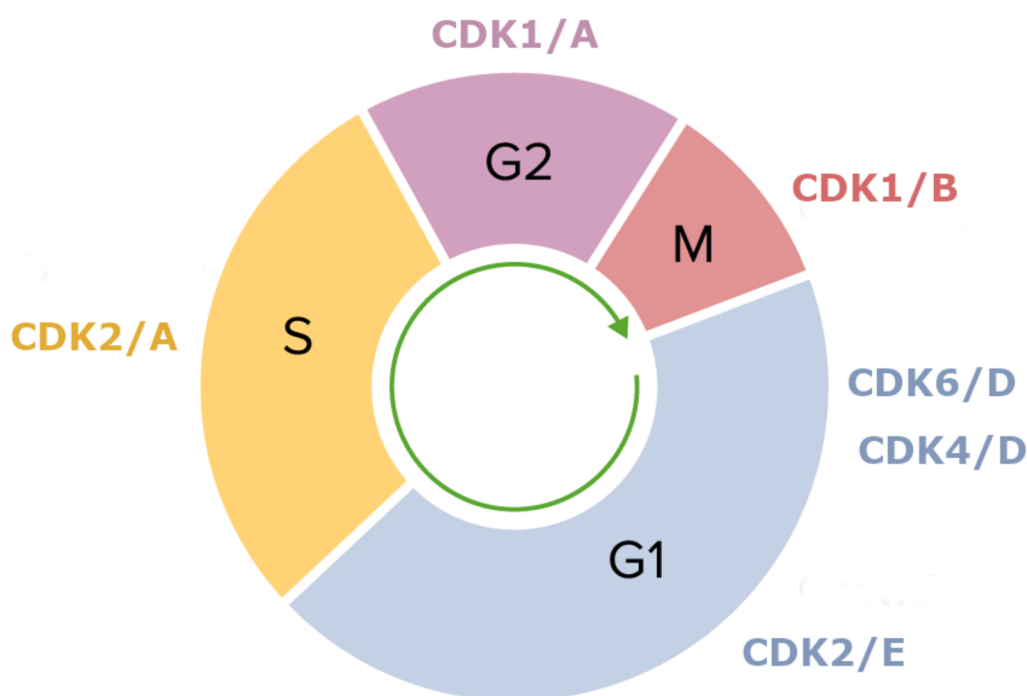 CDK1/A
G2
CDK1/B
M
CDK2/A
S
CDK6/D
CDK4/D
G1
CDK2/E